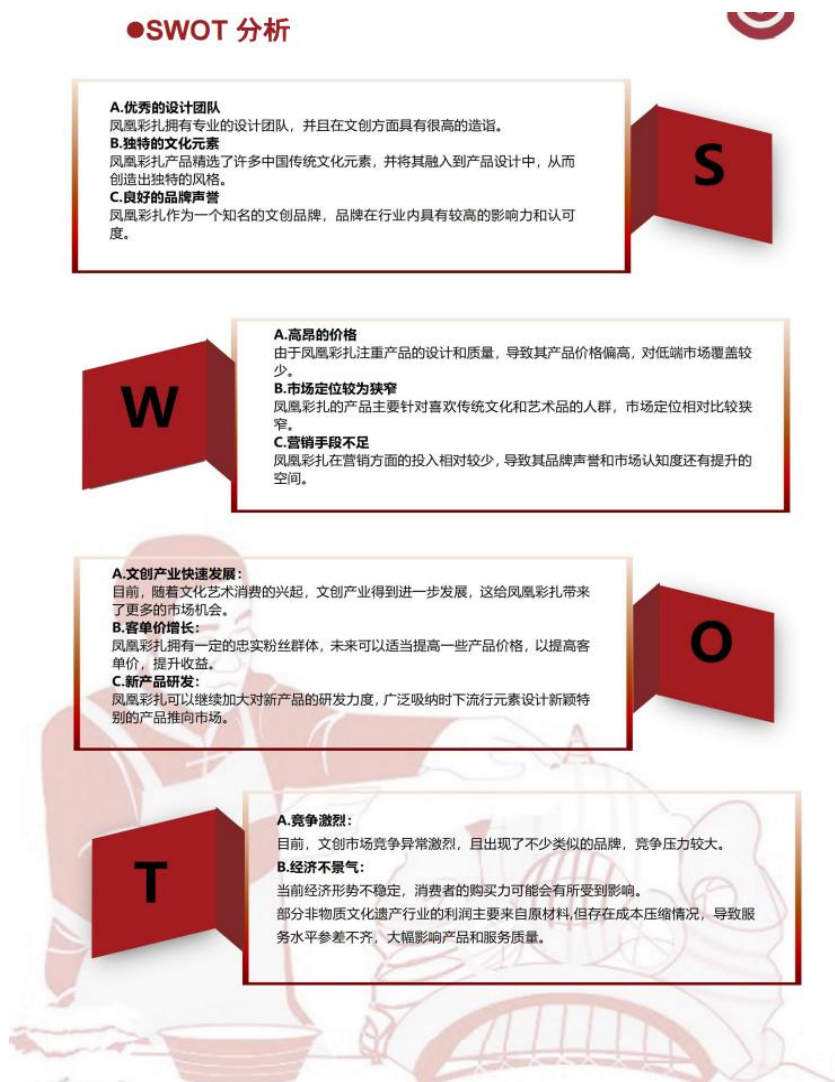 ●SWOT 分析
A.优秀的设计团队
凤凰彩扎拥有专业的设计团队，并且在文创方面具有很高的造诣。
B.独特的文化元素
凤凰彩扎产品精选了许多中国传统文化元素，并将其融入到产品设计中，从而
创造出独特的风格。
C.良好的品牌声誉
凤凰彩扎作为一个知名的文创品牌，品牌在行业内具有较高的影响力和认可
度。
S
A.高昂的价格
由于凤凰彩扎注重产品的设计和质量，导致其产品价格偏高，对低端市场覆盖较
少。
B.市场定位较为狭窄
凤凰彩扎的产品主要针对喜欢传统文化和艺术品的人群，市场定位相对比较狭
窄。
C.营销手段不足
凤凰彩扎在营销方面的投入相对较少，导致其品牌声誉和市场认知度还有提升的
空间。
W
A.文创产业快速发展：
目前，随着文化艺术消费的兴起，文创产业得到进一步发展，这给凤凰彩扎带来
了更多的市场机会。
B.客单价增长：
凤凰彩扎拥有一定的忠实粉丝群体，未来可以适当提高一些产品价格，以提高客
单价，提升收益。
C.新产品研发：
凤凰彩扎可以继续加大对新产品的研发力度，广泛吸纳时下流行元素设计新颖特
别的产品推向市场。
O
A.竞争激烈：
目前，文创市场竞争异常激烈，且出现了不少类似的品牌，竞争压力较大。
B.经济不景气：
当前经济形势不稳定，消费者的购买力可能会有所受到影响。
部分非物质文化遗产行业的利润主要来自原材料,但存在成本压缩情况，导致服
务水平参差不齐，大幅影响产品和服务质量。
T